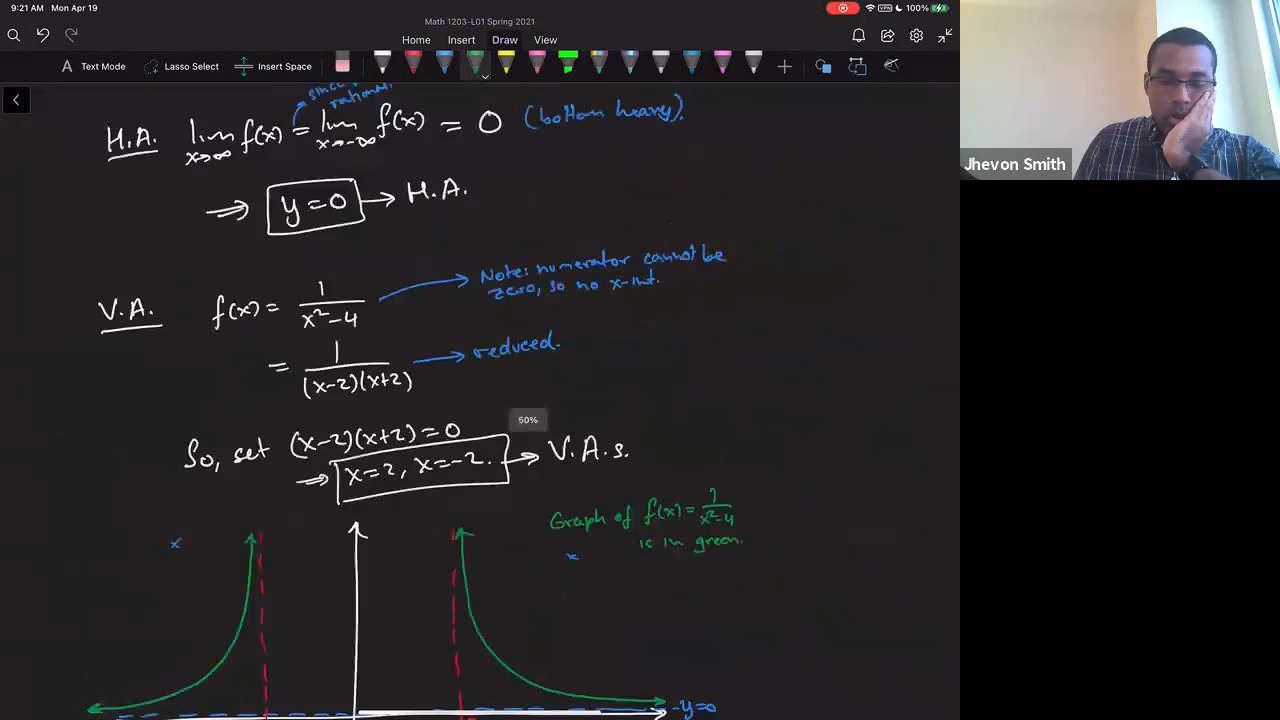 9:21 AM Mon Apr 19
100%
Math 1203-L01 Spring 2021
Home Insert Draw View
Text Mode Lasso Select Insert Space
since
rational.
H.A. lim x→∞ f(x) = lim x→-∞ f(x) = 0 (bottom heavy).
⇒ y=0 → H.A.
Note: numerator cannot be
zero, so no x-int.
V.A. f(x) = 1/(x²-4)
= 1/((x-2)(x+2)) → reduced.
50%
So, set (x-2)(x+2)=0
⇒ x=2, x=-2. → V.A.s.
Graph of f(x)= 1/(x²-4)
is in green.
x
x
y=0
Jhevon Smith